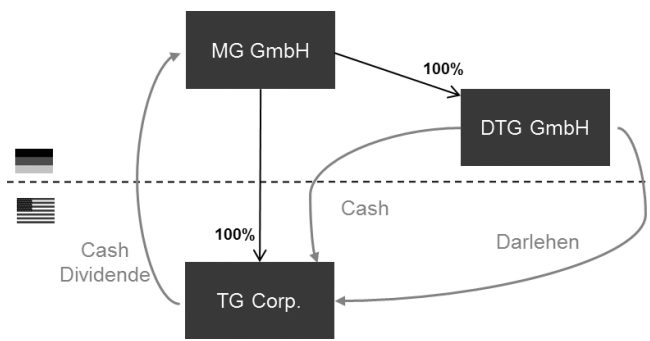 MG GmbH
100%
DTG GmbH
Cash
100%
Darlehen
Cash
Dividende
TG Corp.